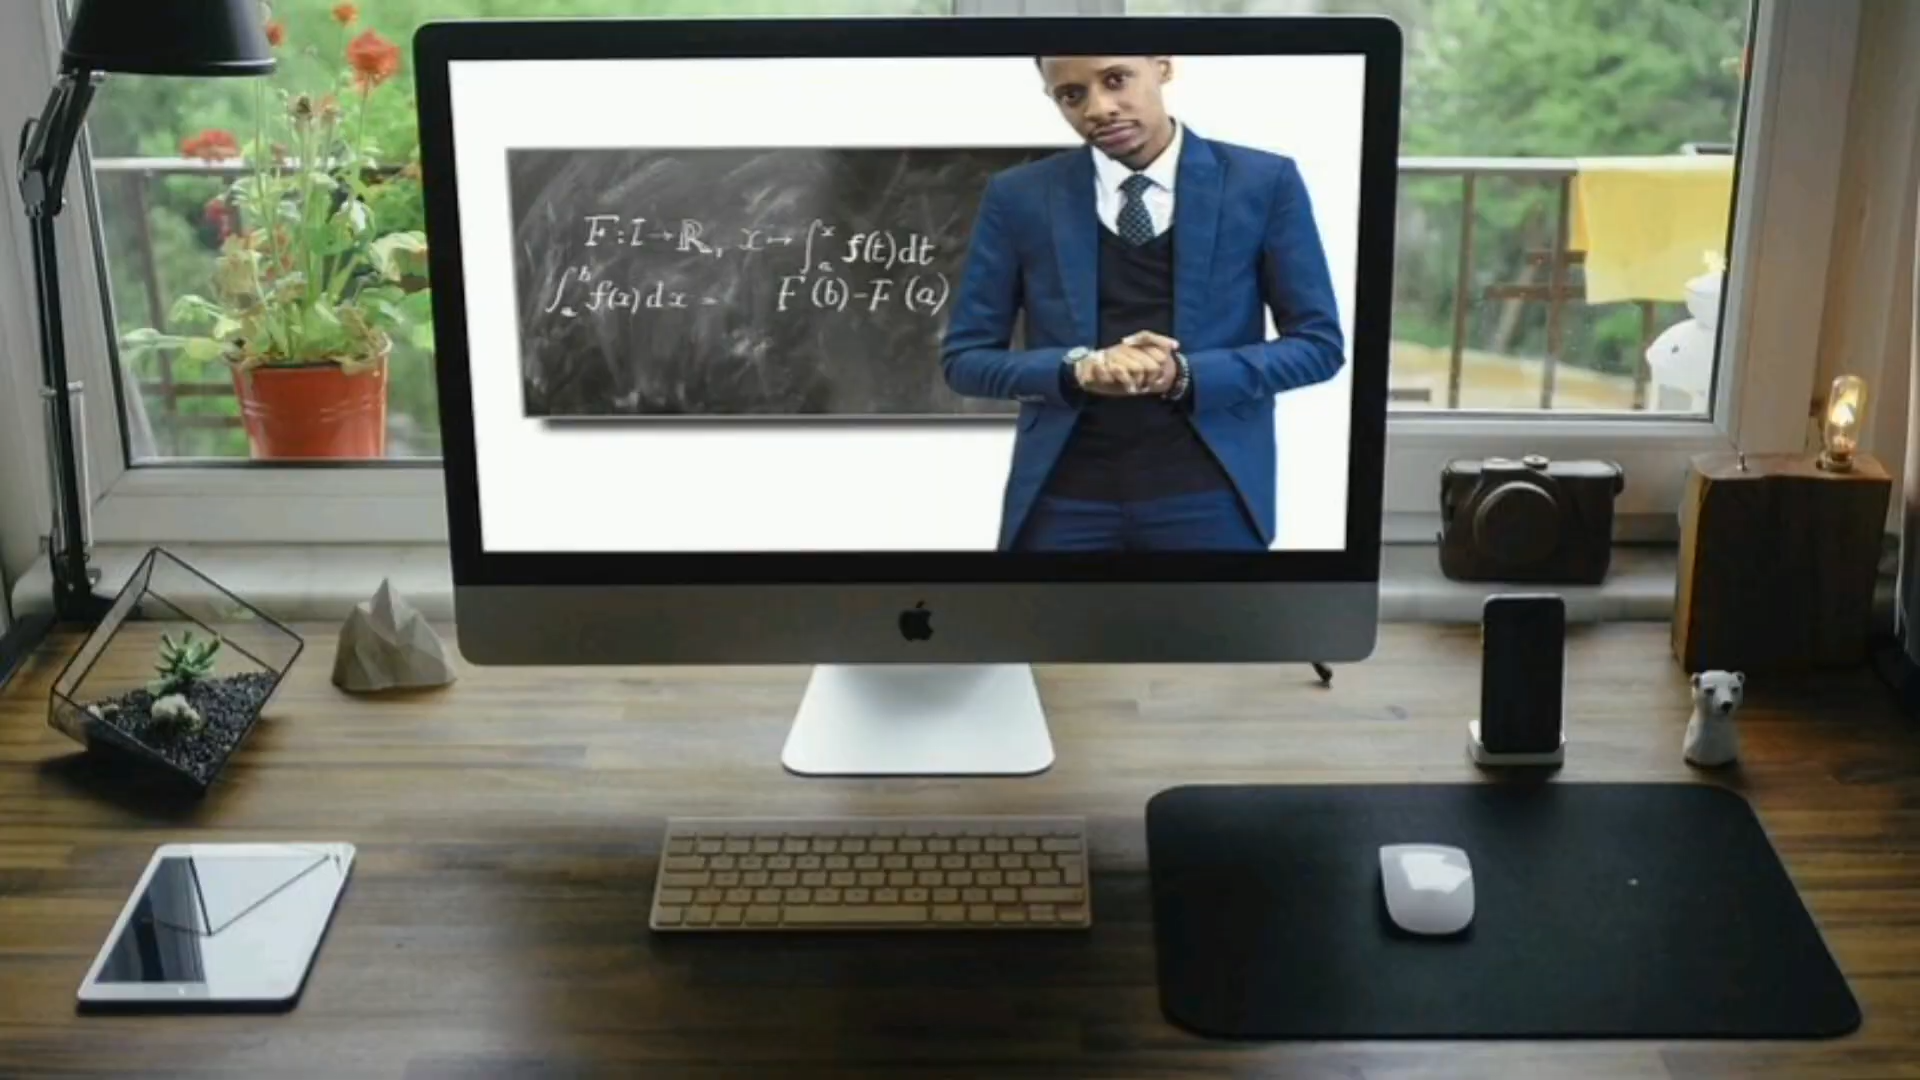 F: I → ℝ, x ↦ ∫ₐˣ f(t)dt
∫ₐᵇ f(x)dx = F(b)-F(a)